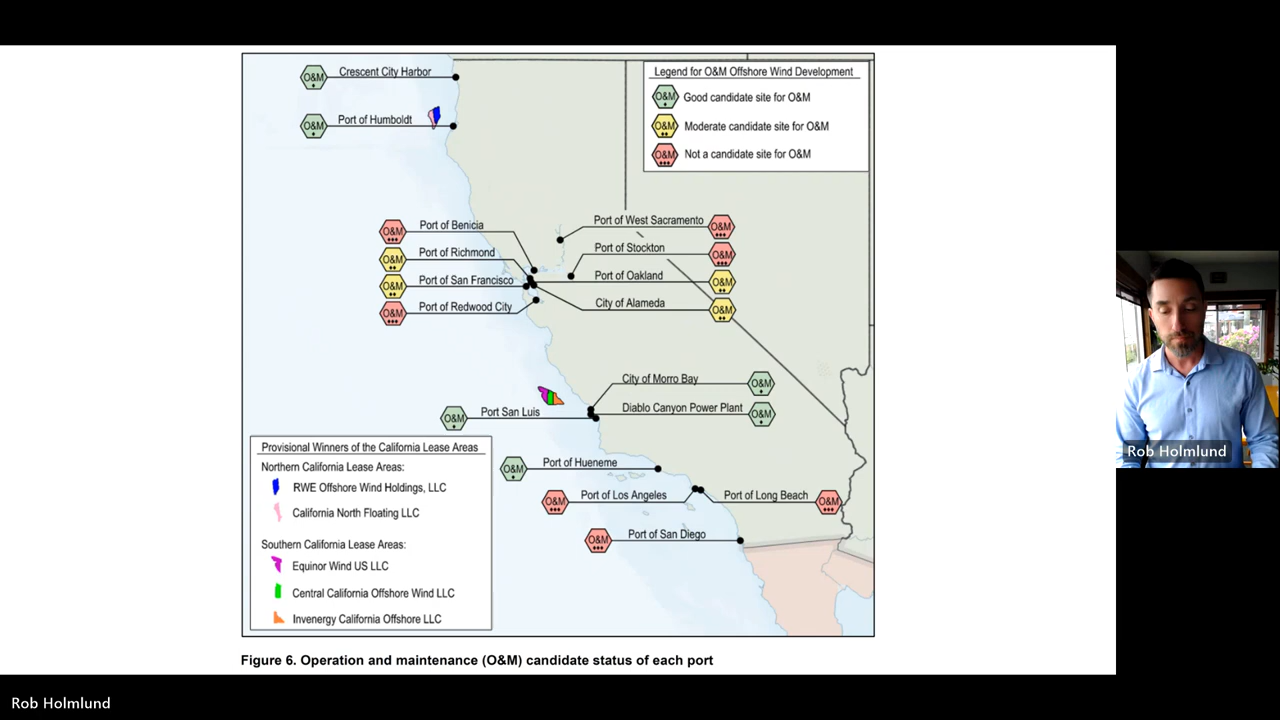 Crescent City Harbor
O&M
Port of Humboldt
O&M
Legend for O&M Offshore Wind Development
O&M Good candidate site for O&M
O&M Moderate candidate site for O&M
O&M Not a candidate site for O&M
O&M Port of Benicia
O&M Port of Richmond
O&M Port of San Francisco
O&M Port of Redwood City
Port of West Sacramento O&M
Port of Stockton O&M
Port of Oakland O&M
City of Alameda O&M
City of Morro Bay O&M
Diablo Canyon Power Plant O&M
O&M Port San Luis
O&M Port of Hueneme
O&M Port of Los Angeles
Port of Long Beach O&M
O&M Port of San Diego
Provisional Winners of the California Lease Areas
Northern California Lease Areas:
RWE Offshore Wind Holdings, LLC
California North Floating LLC
Southern California Lease Areas:
Equinor Wind US LLC
Central California Offshore Wind LLC
Invenergy California Offshore LLC
Figure 6. Operation and maintenance (O&M) candidate status of each port
Rob Holmlund
Rob Holmlund